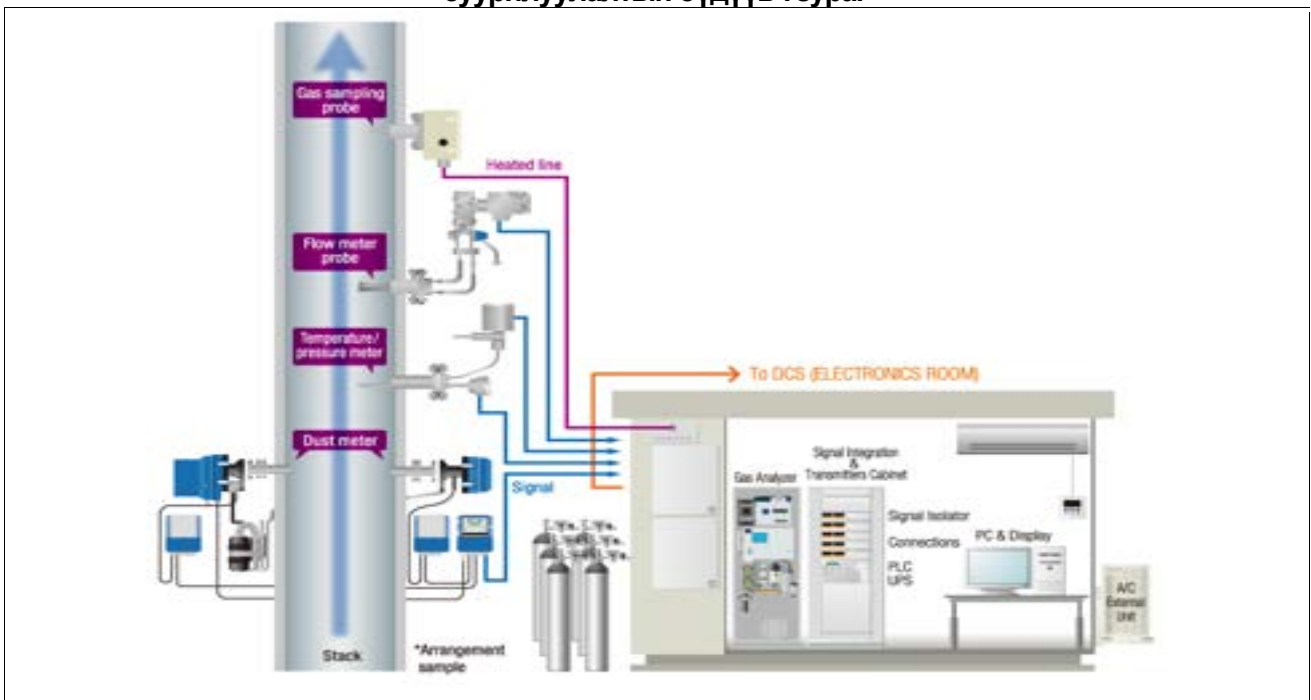 Gas sampling
probe
Heated line
Flow meter
probe
Temperature/
pressure meter
To DCS (ELECTRONICS ROOM)
Dust meter
Signal
Signal Integration
&
Transmitters Cabinet
Gas Analyzer
Signal Isolator
Connections
PC & Display
PLC
UPS
A/C
External
Unit
Stack
*Arrangement
sample